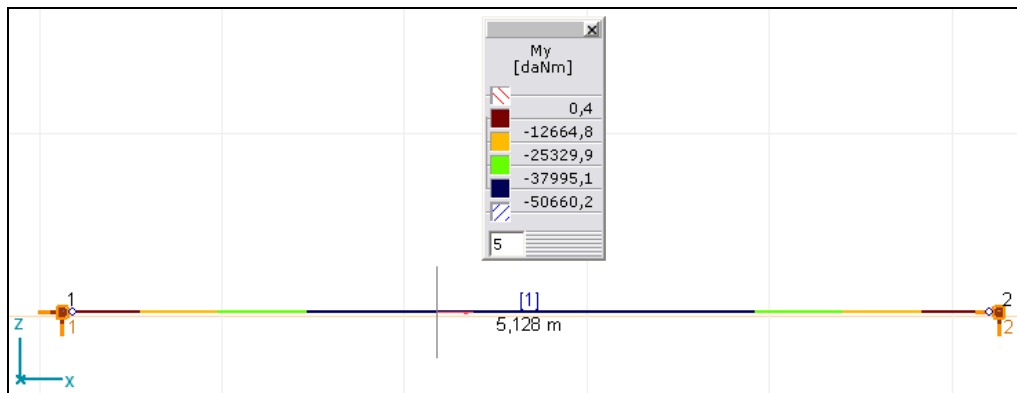 My
[daNm]
0,4
-12664,8
-25329,9
-37995,1
-50660,2
5
1 [1] 2
1 5,128 m 2
z
x